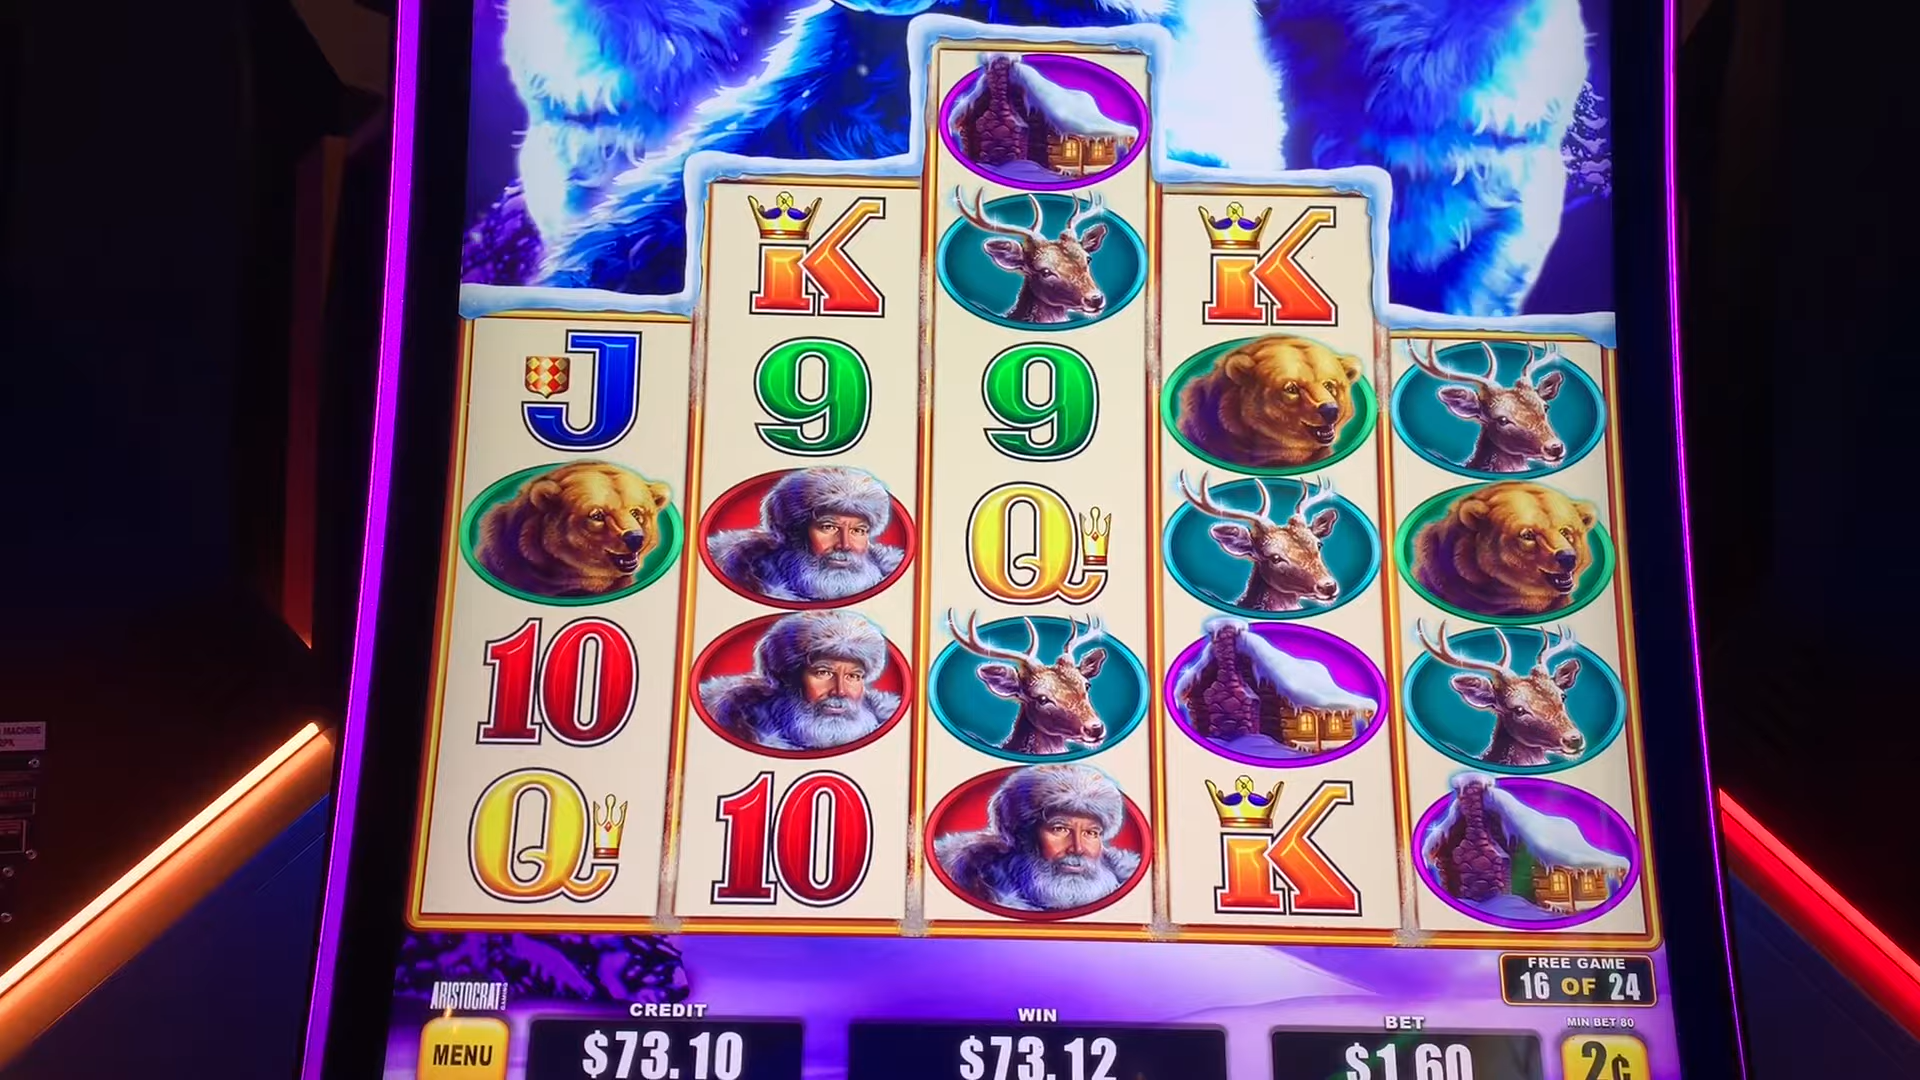 K K
J 9 9
Q
10
Q 10 K
FREE GAME
16 OF 24
ARISTOCRAT
CREDIT WIN BET MIN BET 80
MENU $73.10 $73.12 $1.60 2¢
MACHINE